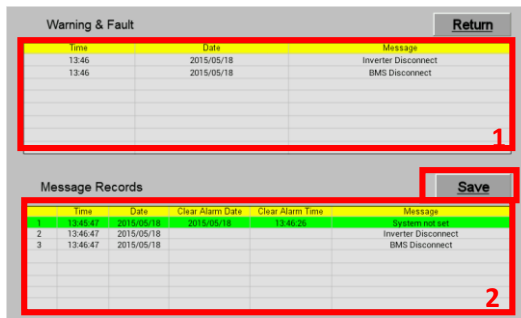 Warning & Fault Return
Time Date Message
13:46 2015/05/18 Inverter Disconnect
13:46 2015/05/18 BMS Disconnect
1
Message Records Save
Time Date Clear Alarm Date Clear Alarm Time Message
1 13:45:47 2015/05/18 2015/05/18 13:46:26 System not set
2 13:46:47 2015/05/18 Inverter Disconnect
3 13:46:47 2015/05/18 BMS Disconnect
2